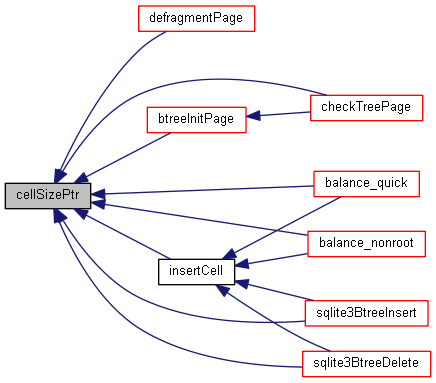 defragmentPage
checkTreePage
btreeInitPage
cellSizePtr
balance_quick
balance_nonroot
insertCell
sqlite3BtreeInsert
sqlite3BtreeDelete